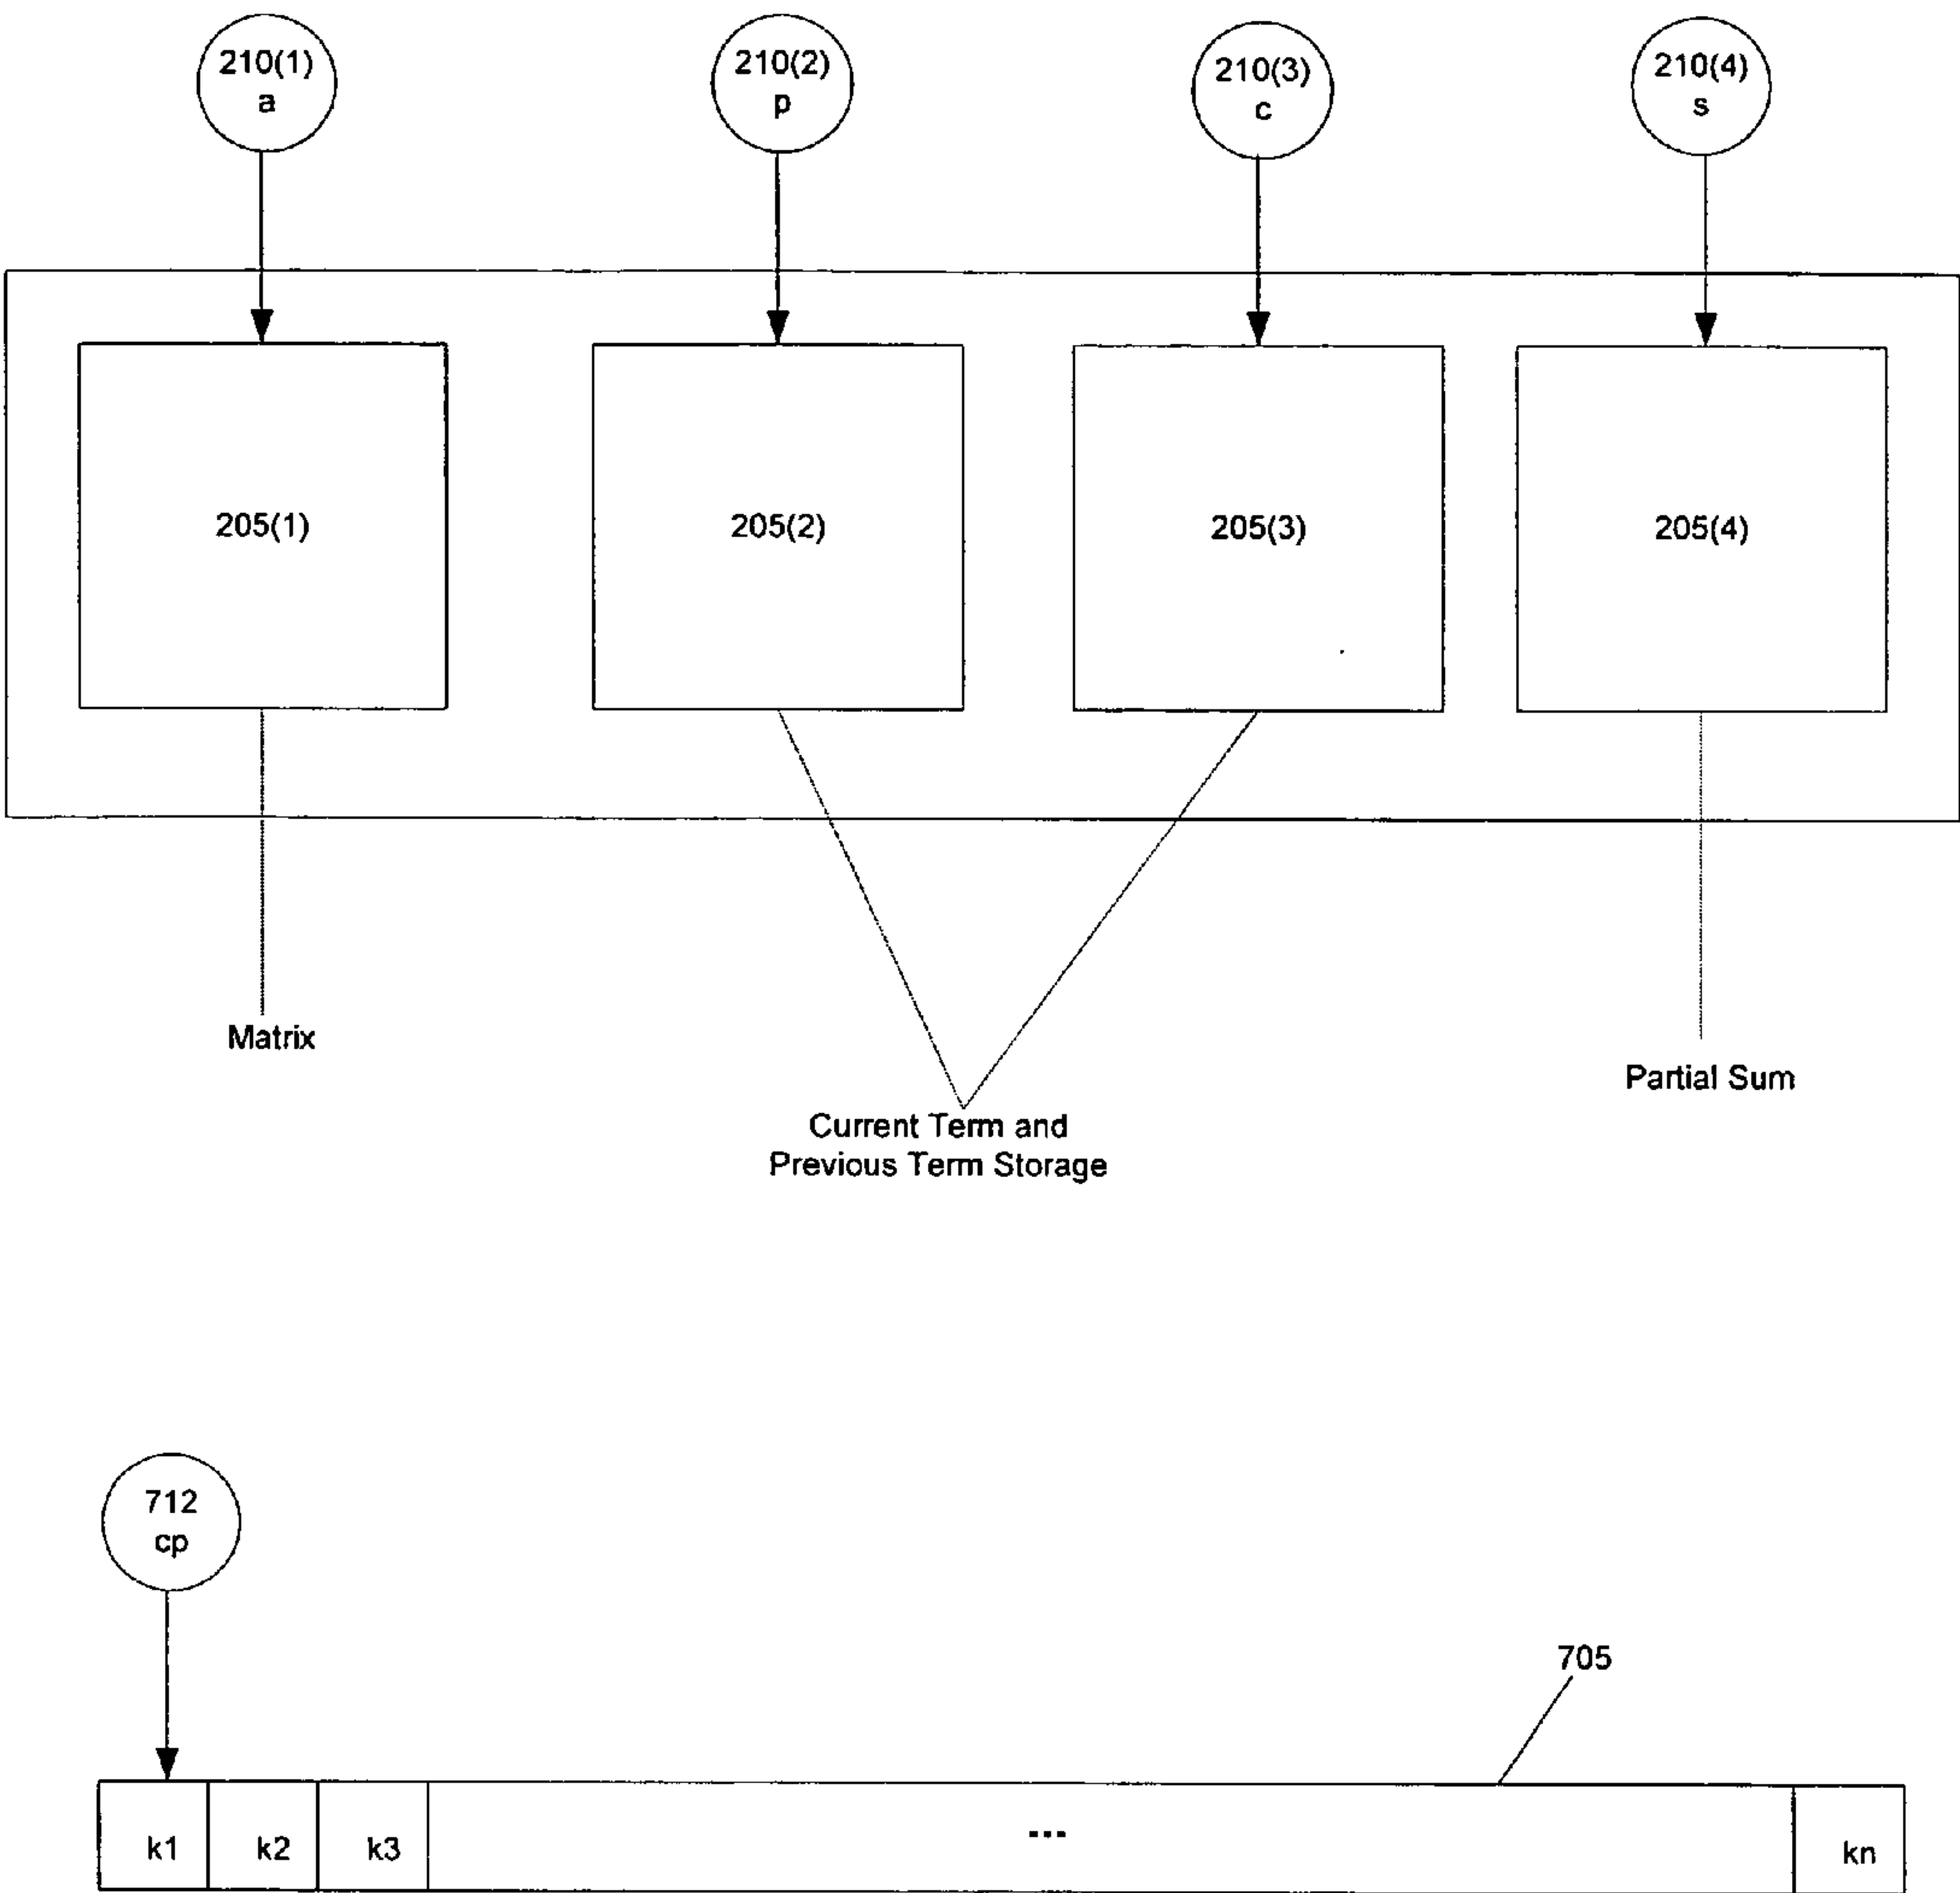 210(1)
a
210(2)
p
210(3)
c
210(4)
s
205(1)
205(2)
205(3)
205(4)
Matrix
Partial Sum
Current Term and
Previous Term Storage
712
cp
705
k1
k2
k3
...
kn